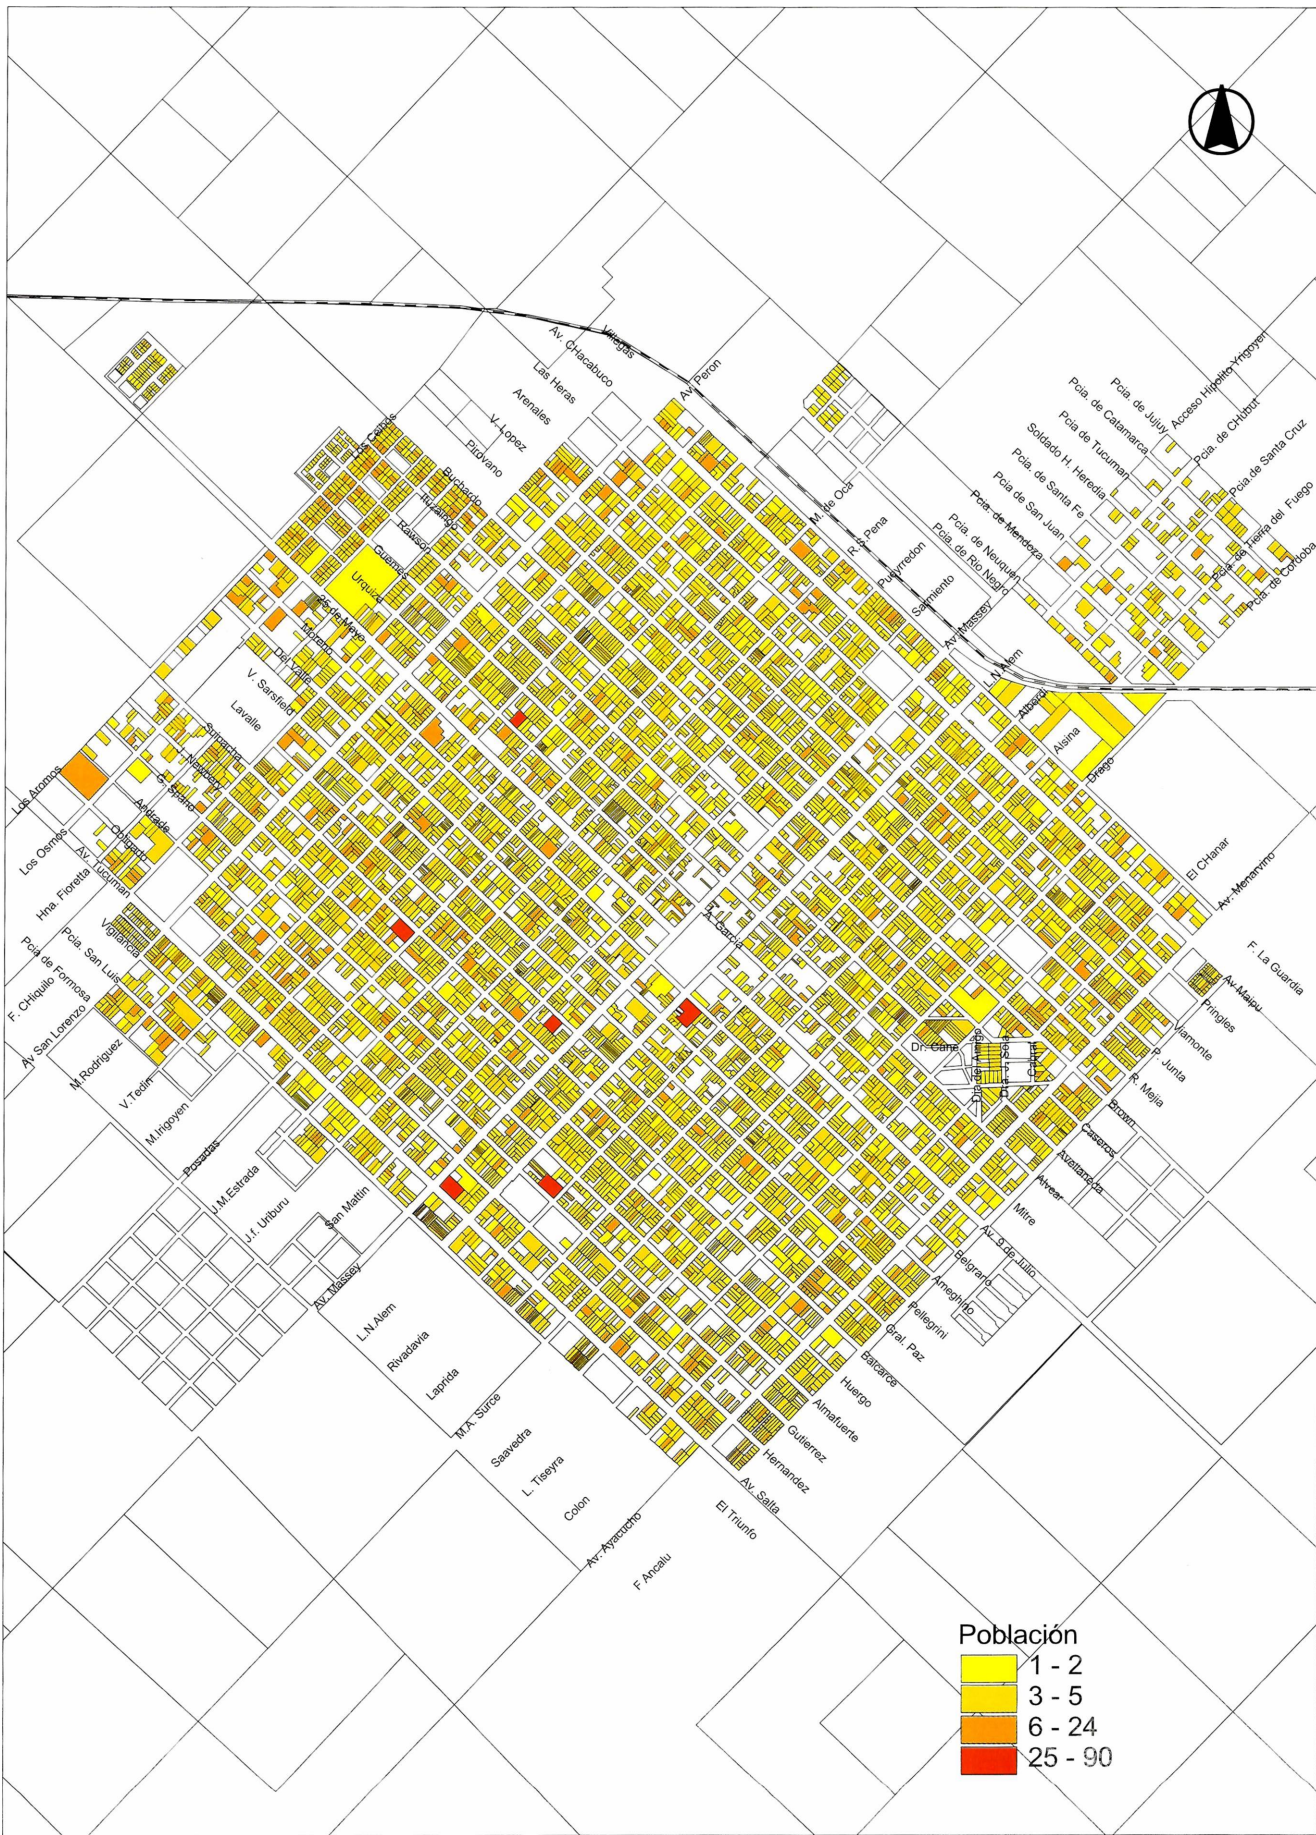 Villegas
Av. CHacabuco
Las Heras
Av. Peron
Arenales
V. Lopez
Pirovano
Los Ceibos
Buchardo
Ituzaingo
Rawson
Guemes
Urquiza
25 de Mayo
Moreno
Del Valle
V. Sarsfield
Lavalle
Suipacha
J. Newbery
G. Spano
Andrade
Obligado
Los Aromos
Los Osmos
Av. Tucuman
Hna. Fioretta
Vigilancia
Pcia. San Luis
Pcia de Formosa
F. CHiquilo
Av San Lorenzo
M.Rodriguez
V.Tedin
M.Irigoyen
Posadas
J.M.Estrada
J.f. Uriburu
San Mattin
Av. Massey
L.N.Alem
Rivadavia
Laprida
M.A. Surce
Saavedra
L. Tiseyra
Colon
Av. Ayacucho
F Ancalu
El Triunfo
Av. Salta
Hernandez
Gutierrez
Almafuerte
Huergo
Balcarce
Gral. Paz
Pellegrini
Ameghino
Belgrano
Av. 9 de Julio
Mitre
Alvear
Avellaneda
Caseros
Brown
R. Mejia
P. Junta
Viamonte
Pringles
Av Maipu
F. La Guardia
Av. Menarvino
El CHanar
Drago
Alsina
Alberdi
L.N Alem
Av. Massey
Sarmiento
Pueyrredon
R. S. Pena
M. de Oca
Pcia. de Rio Negro
Pcia. de Neuquen
Pcia. de Mendoza
Pcia de San Juan
Pcia. de Santa Fe
Soldado H. Heredia
Pcia de Tucuman
Pcia. de Catamarca
Pcia. de Jujuy
Acceso Hipolito Yrigoyen
Pcia. de CHubut
Pcia.de Santa Cruz
Pcia. de Tierra del Fuego
Pcia. de Cordoba
A. Garcia
Dr. Cane
Dra. J. Sola
Cabral
Población
1 - 2
3 - 5
6 - 24
25 - 90